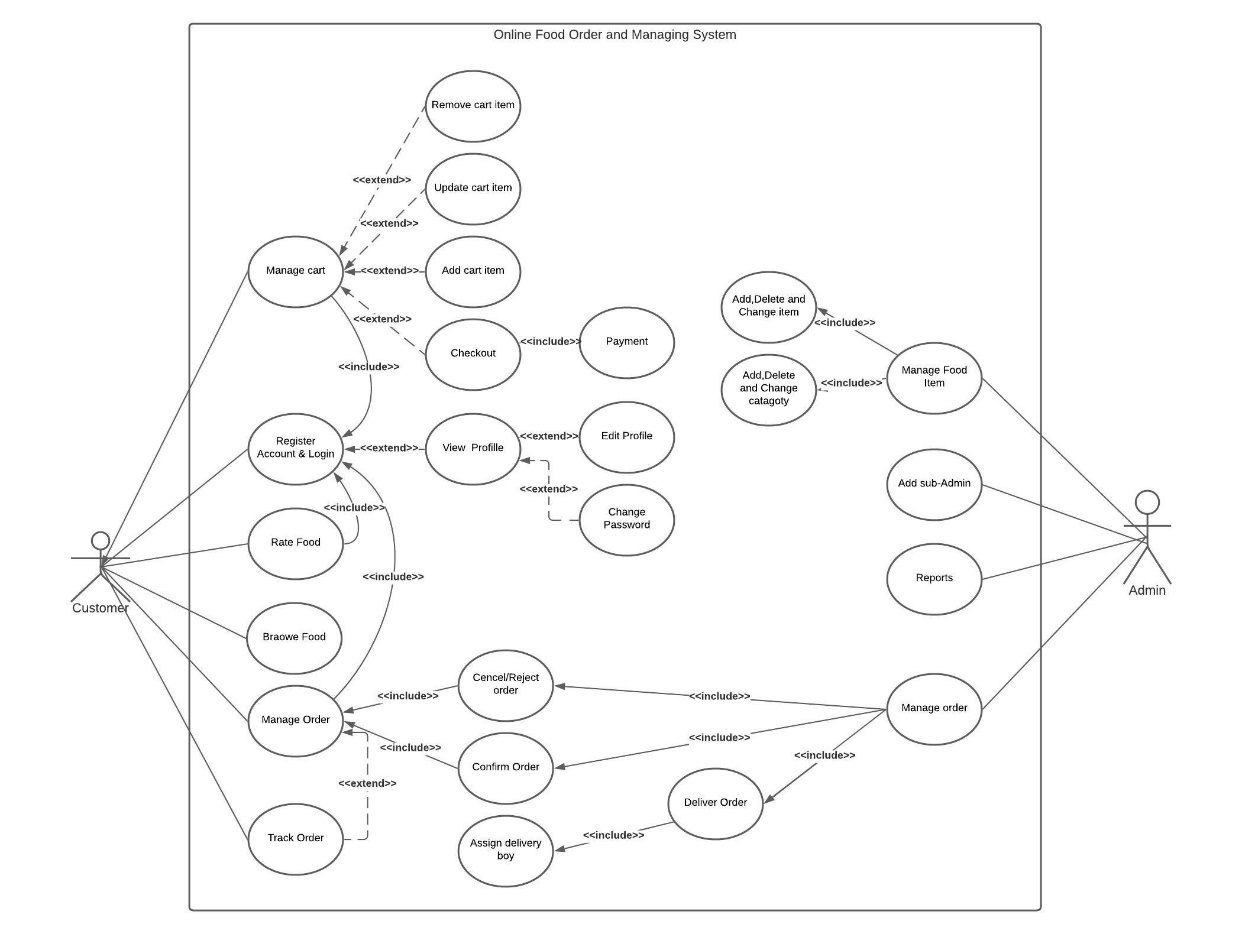 Online Food Order and Managing System
Remove cart item
<<extend>>
Update cart item
<<extend>>
Manage cart
<<extend>>
Add cart item
<<extend>>
Checkout
<<include>>
Payment
<<include>>
Register
Account & Login
<<extend>>
View Profille
<<extend>>
Edit Profile
<<extend>>
Change
Password
<<include>>
Rate Food
<<include>>
Braowe Food
Customer
Manage Order
<<include>>
Cencel/Reject
order
<<include>>
Confirm Order
<<extend>>
Track Order
Assign delivery
boy
<<include>>
Deliver Order
<<include>>
<<include>>
<<include>>
Manage order
Add,Delete and
Change item
<<include>>
Add,Delete
and Change
catagoty
<<include>>
Manage Food
Item
Add sub-Admin
Reports
Admin